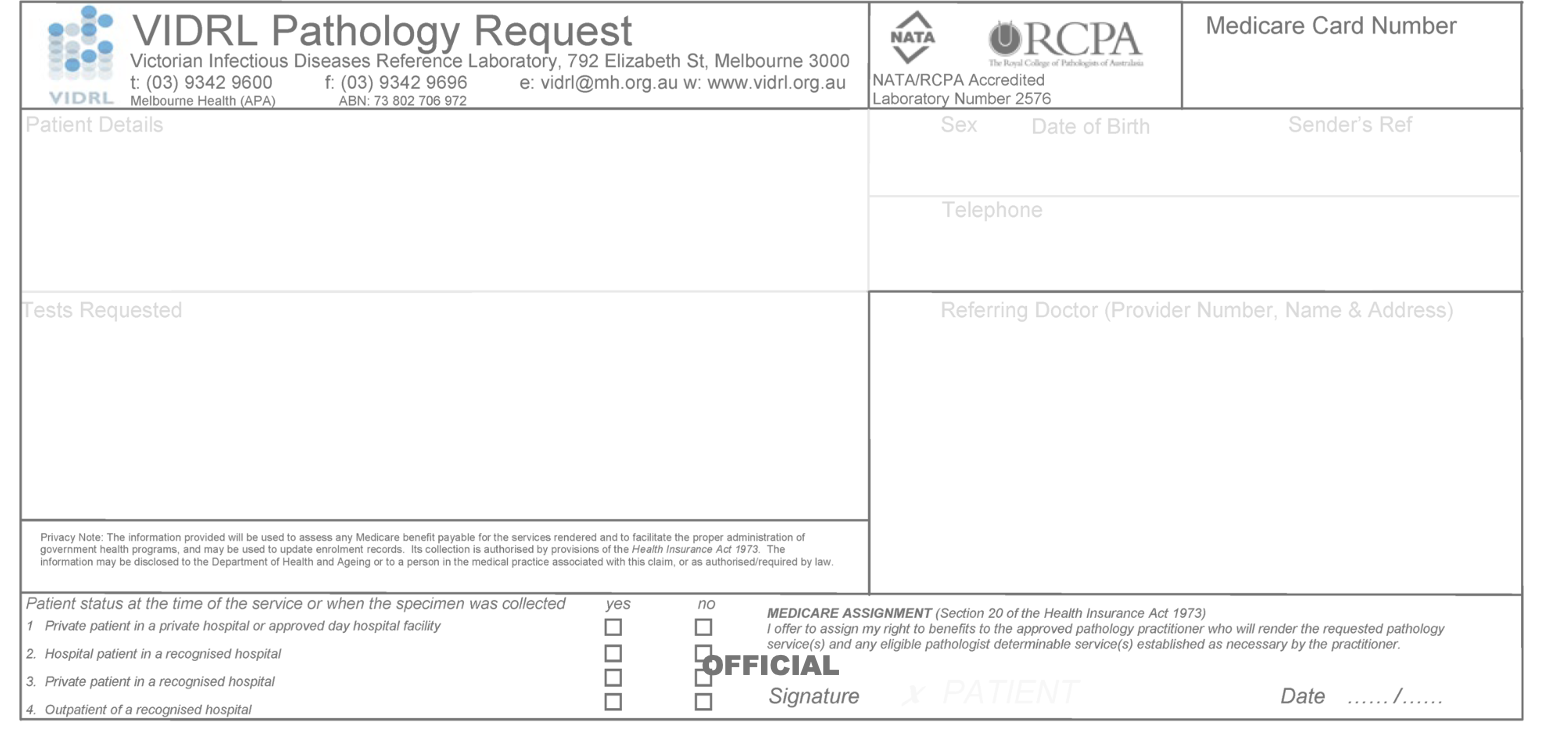 VIDRL Pathology Request
Victorian Infectious Diseases Reference Laboratory, 792 Elizabeth St, Melbourne 3000
t: (03) 9342 9600 f: (03) 9342 9696 e: vidrl@mh.org.au w: www.vidrl.org.au
VIDRL Melbourne Health (APA) ABN: 73 802 706 972
NATA
RCPA
The Royal College of Pathologists of Australasia
NATA/RCPA Accredited
Laboratory Number 2576
Medicare Card Number
Patient Details
Sex Date of Birth Sender's Ref
Telephone
Tests Requested
Referring Doctor (Provider Number, Name & Address)
Privacy Note: The information provided will be used to assess any Medicare benefit payable for the services rendered and to facilitate the proper administration of
government health programs, and may be used to update enrolment records. Its collection is authorised by provisions of the Health Insurance Act 1973. The
information may be disclosed to the Department of Health and Ageing or to a person in the medical practice associated with this claim, or as authorised/required by law.
Patient status at the time of the service or when the specimen was collected yes no
1 Private patient in a private hospital or approved day hospital facility
2. Hospital patient in a recognised hospital
3. Private patient in a recognised hospital
4. Outpatient of a recognised hospital
MEDICARE ASSIGNMENT (Section 20 of the Health Insurance Act 1973)
I offer to assign my right to benefits to the approved pathology practitioner who will render the requested pathology
service(s) and any eligible pathologist determinable service(s) established as necessary by the practitioner.
OFFICIAL
Signature x PATIENT Date ...... /......